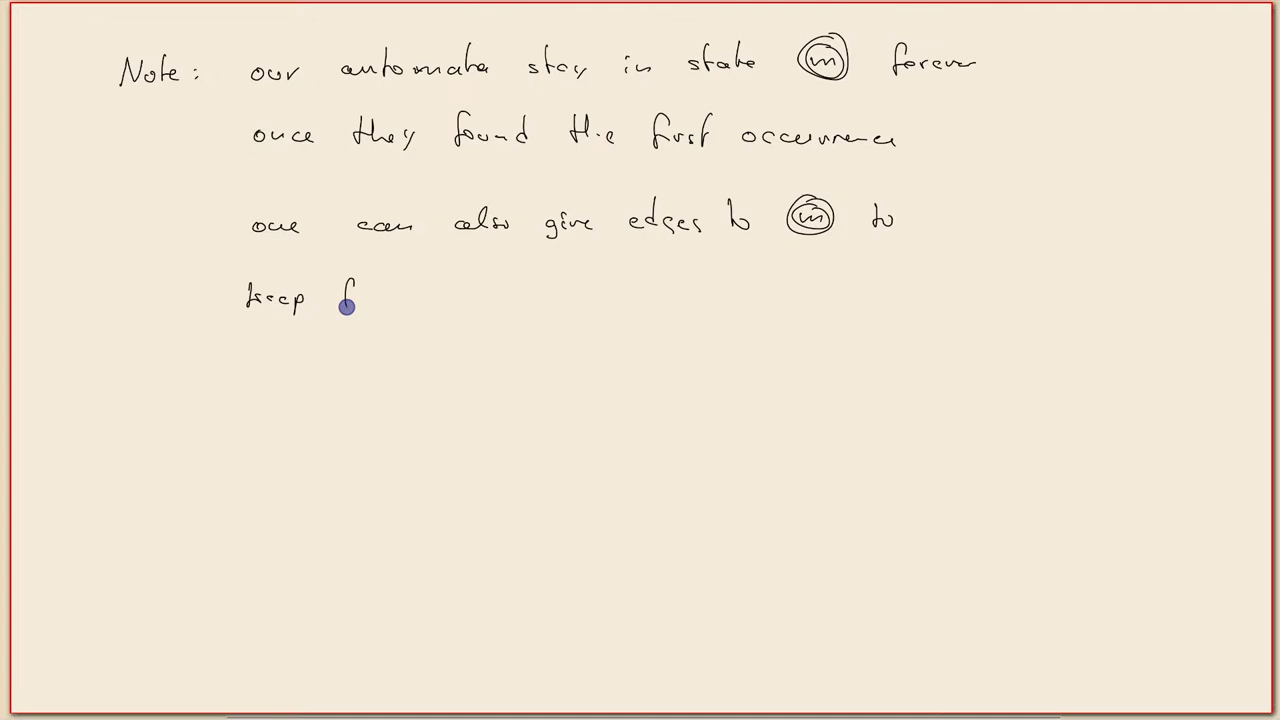 Note: our automata stay in state m forever
once they found the first occurrence
one can also give edges to m to
keep f